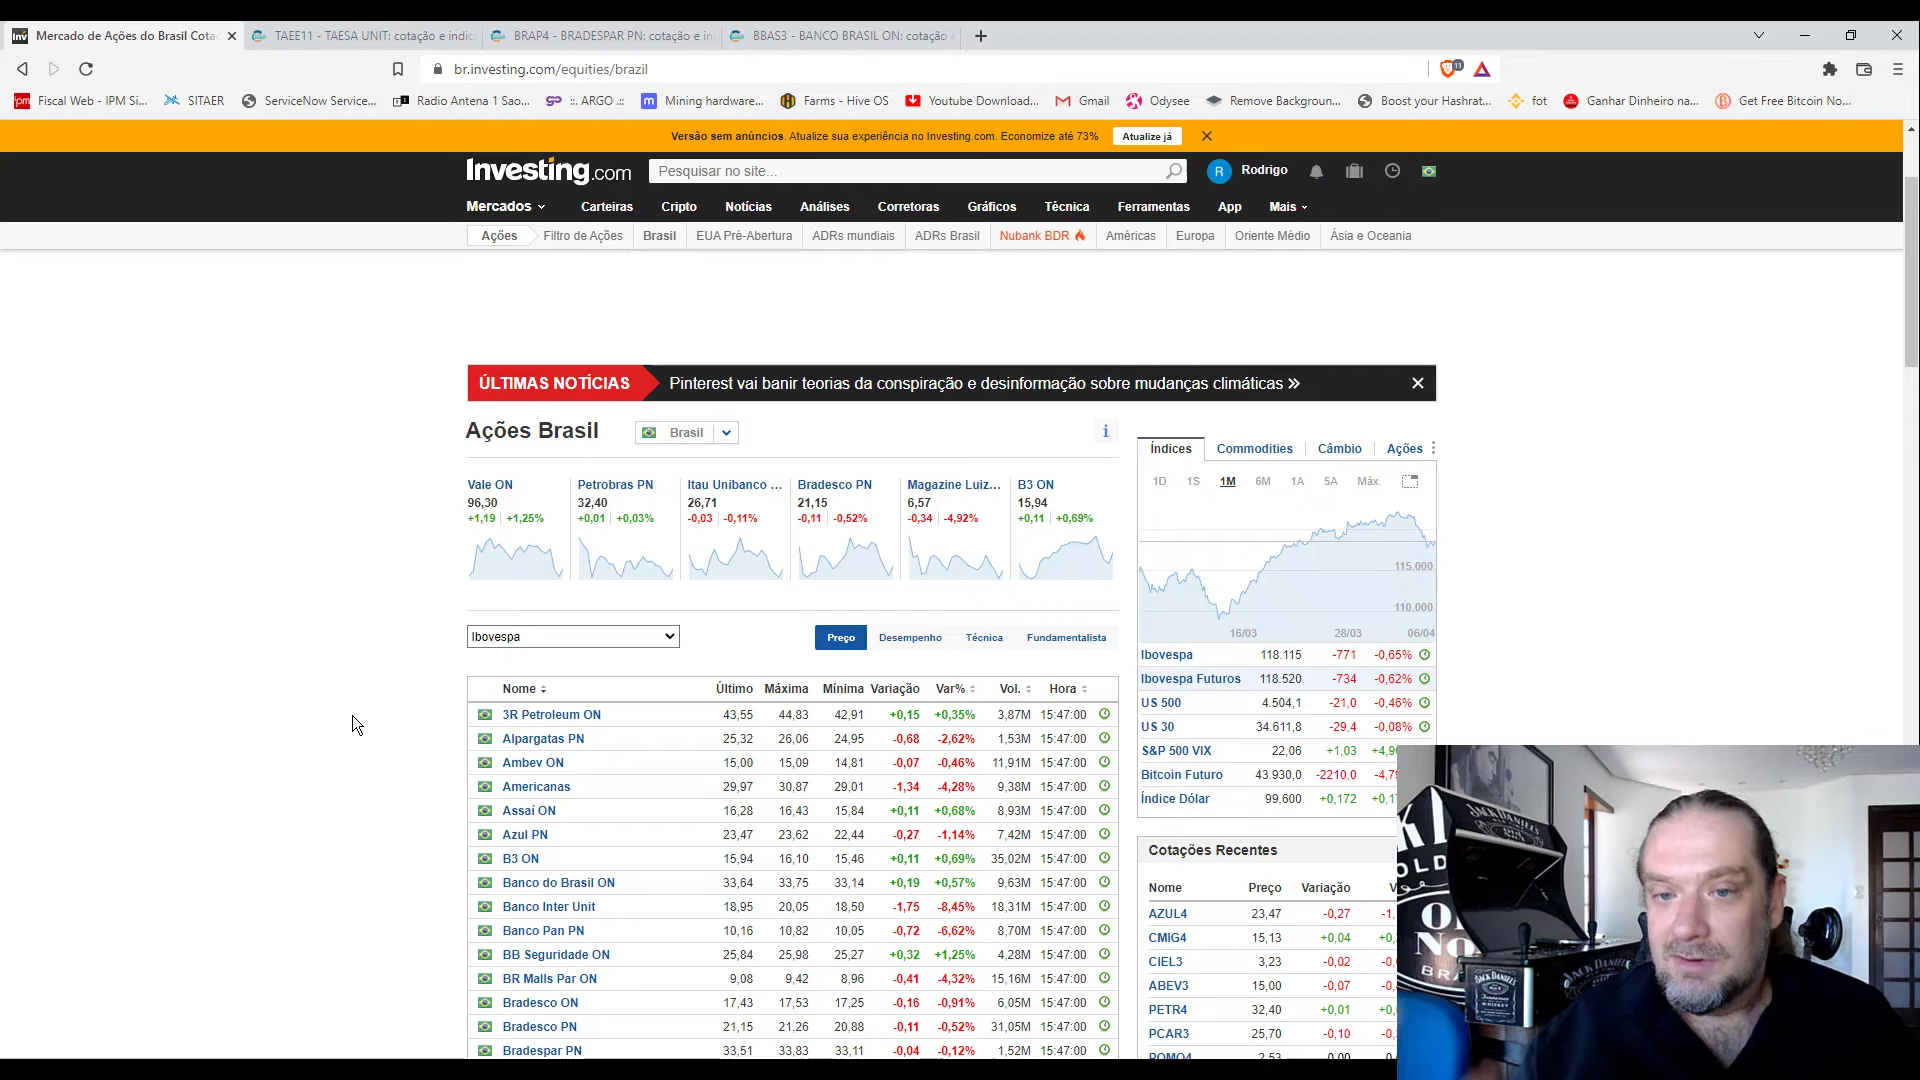 Mercado de Ações do Brasil Cota
TAEE11 - TAESA UNIT: cotação e indic
BRAP4 - BRADESPAR PN: cotação e in
BBAS3 - BANCO BRASIL ON: cotação e
br.investing.com/equities/brazil
11
Fiscal Web - IPM Si...
SITAER
ServiceNow Service...
Radio Antena 1 Sao...
::. ARGO .::
Mining hardware...
Farms - Hive OS
Youtube Download...
Gmail
Odysee
Remove Backgroun...
Boost your Hashrat...
fot
Ganhar Dinheiro na...
Get Free Bitcoin No...
Versão sem anúncios. Atualize sua experiência no Investing.com. Economize até 73%
Atualize já
Investing.com
Pesquisar no site...
R
Rodrigo
Mercados
Carteiras
Cripto
Notícias
Análises
Corretoras
Gráficos
Técnica
Ferramentas
App
Mais
Ações
Filtro de Ações
Brasil
EUA Pré-Abertura
ADRs mundiais
ADRs Brasil
Nubank BDR
Américas
Europa
Oriente Médio
Ásia e Oceania
ÚLTIMAS NOTÍCIAS
Pinterest vai banir teorias da conspiração e desinformação sobre mudanças climáticas »
Ações Brasil
Brasil
i
Vale ON
96,30
+1,19 +1,25%
Petrobras PN
32,40
+0,01 +0,03%
Itau Unibanco ...
26,71
-0,03 -0,11%
Bradesco PN
21,15
-0,11 -0,52%
Magazine Luiz...
6,57
-0,34 -4,92%
B3 ON
15,94
+0,11 +0,69%
Ibovespa
Preço
Desempenho
Técnica
Fundamentalista
Nome Último Máxima Mínima Variação Var% Vol. Hora
3R Petroleum ON 43,55 44,83 42,91 +0,15 +0,35% 3,87M 15:47:00
Alpargatas PN 25,32 26,06 24,95 -0,68 -2,62% 1,53M 15:47:00
Ambev ON 15,00 15,09 14,81 -0,07 -0,46% 11,91M 15:47:00
Americanas 29,97 30,87 29,01 -1,34 -4,28% 9,38M 15:47:00
Assaí ON 16,28 16,43 15,84 +0,11 +0,68% 8,93M 15:47:00
Azul PN 23,47 23,62 22,44 -0,27 -1,14% 7,42M 15:47:00
B3 ON 15,94 16,10 15,46 +0,11 +0,69% 35,02M 15:47:00
Banco do Brasil ON 33,64 33,75 33,14 +0,19 +0,57% 9,63M 15:47:00
Banco Inter Unit 18,95 20,05 18,50 -1,75 -8,45% 18,31M 15:47:00
Banco Pan PN 10,16 10,82 10,05 -0,72 -6,62% 8,70M 15:47:00
BB Seguridade ON 25,84 25,98 25,27 +0,32 +1,25% 4,28M 15:47:00
BR Malls Par ON 9,08 9,42 8,96 -0,41 -4,32% 15,16M 15:47:00
Bradesco ON 17,43 17,53 17,25 -0,16 -0,91% 6,05M 15:47:00
Bradesco PN 21,15 21,26 20,88 -0,11 -0,52% 31,05M 15:47:00
Bradespar PN 33,51 33,83 33,11 -0,04 -0,12% 1,52M 15:47:00
Índices
Commodities
Câmbio
Ações
1D 1S 1M 6M 1A 5A Máx.
115.000
110.000
16/03 28/03 06/04
Ibovespa 118.115 -771 -0,65%
Ibovespa Futuros 118.520 -734 -0,62%
US 500 4.504,1 -21,0 -0,46%
US 30 34.611,8 -29,4 -0,08%
S&P 500 VIX 22,06 +1,03 +4,9
Bitcoin Futuro 43.930,0 -2210,0 -4,79
Índice Dólar 99,600 +0,172 +0,1
Cotações Recentes
Nome Preço Variação V
AZUL4 23,47 -0,27 -1,
CMIG4 15,13 +0,04 +0,
CIEL3 3,23 -0,02 -0,
ABEV3 15,00 -0,07 -0,
PETR4 32,40 +0,01 +0,
PCAR3 25,70 -0,10 -0,
POMO4 2,53 0,00 0,
JACK DANIEL'S
OLD
NO
BRA
JACK DANIEL'S
JACK DANIEL'S